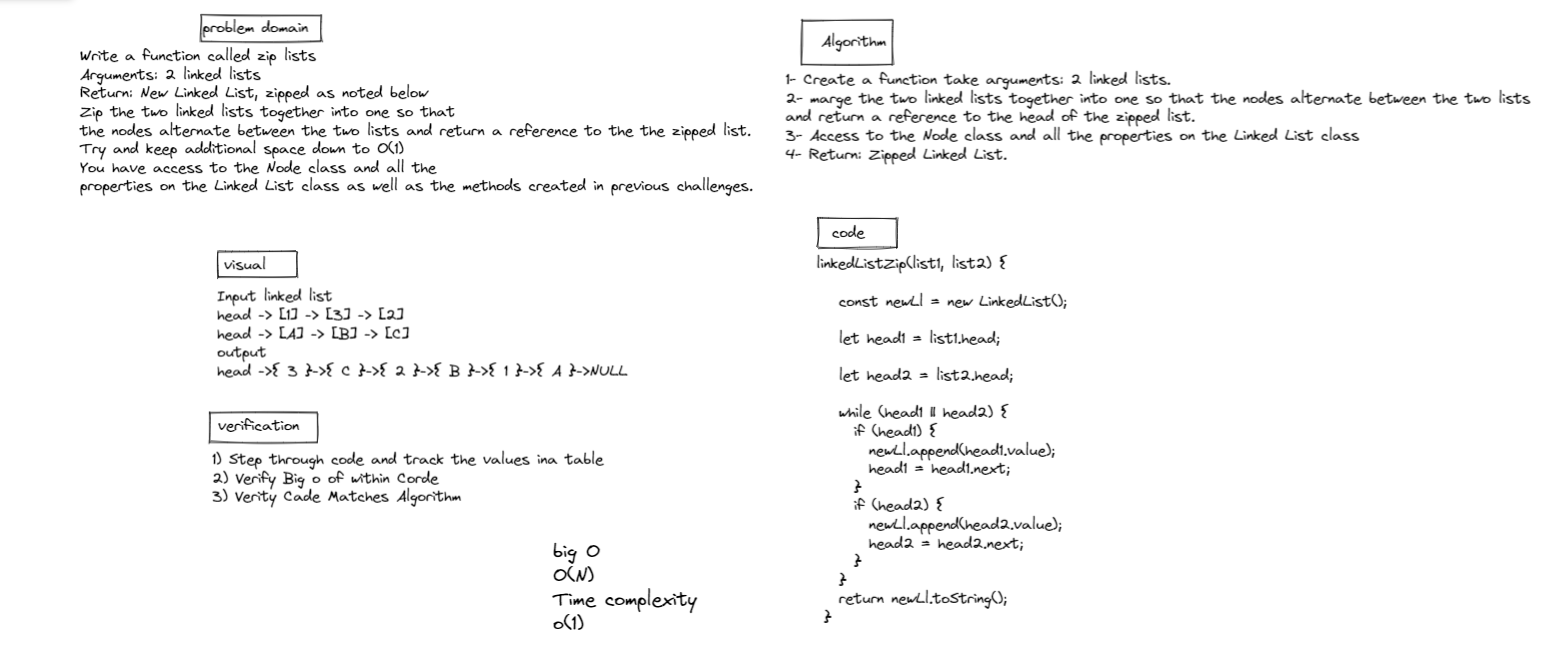 problem domain
Write a function called zip lists
Arguments: 2 linked lists
Return: New Linked List, zipped as noted below
Zip the two linked lists together into one so that
the nodes alternate between the two lists and return a reference to the the zipped list.
Try and keep additional space down to O(1)
You have access to the Node class and all the
properties on the Linked List class as well as the methods created in previous challenges.
visual
Input linked list
head -> [1] -> [3] -> [2]
head -> [A] -> [B] -> [C]
output
head ->{ 3 }->{ C }->{ 2 }->{ B }->{ 1 }->{ A }->NULL
verification
1) Step through code and track the values ina table
2) Verify Big o of within Corde
3) Verity Cade Matches Algorithm
big O
O(N)
Time complexity
o(1)
Algorithm
1- Create a function take arguments: 2 linked lists.
2- marge the two linked lists together into one so that the nodes alternate between the two lists
and return a reference to the head of the zipped list.
3- Access to the Node class and all the properties on the Linked List class
4- Return: Zipped Linked List.
code
linkedListZip(list1, list2) {
const newLl = new LinkedList();
let head1 = list1.head;
let head2 = list2.head;
while (head1 || head2) {
if (head1) {
newLl.append(head1.value);
head1 = head1.next;
}
if (head2) {
newLl.append(head2.value);
head2 = head2.next;
}
}
return newLl.toString();
}